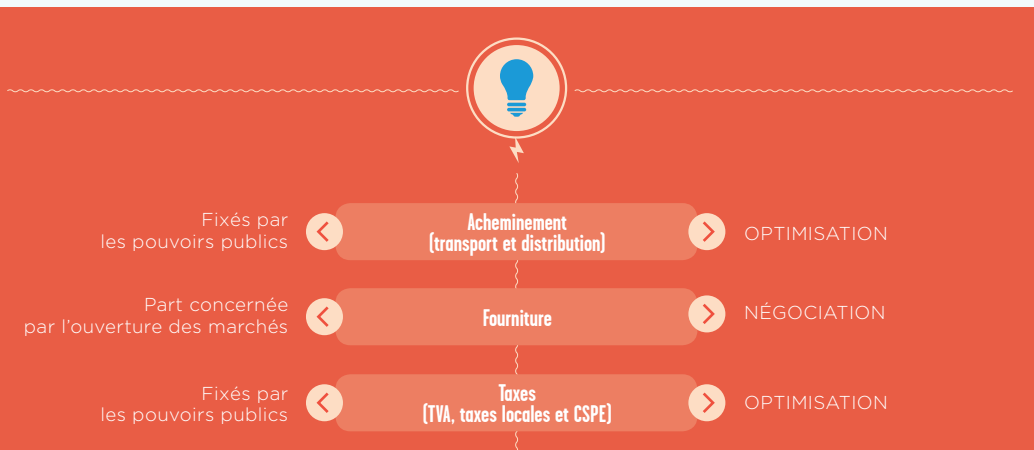 Fixés par
les pouvoirs publics
Acheminement
(transport et distribution)
OPTIMISATION
Part concernée
par l'ouverture des marchés
Fourniture
NÉGOCIATION
Fixés par
les pouvoirs publics
Taxes
(TVA, taxes locales et CSPE)
OPTIMISATION